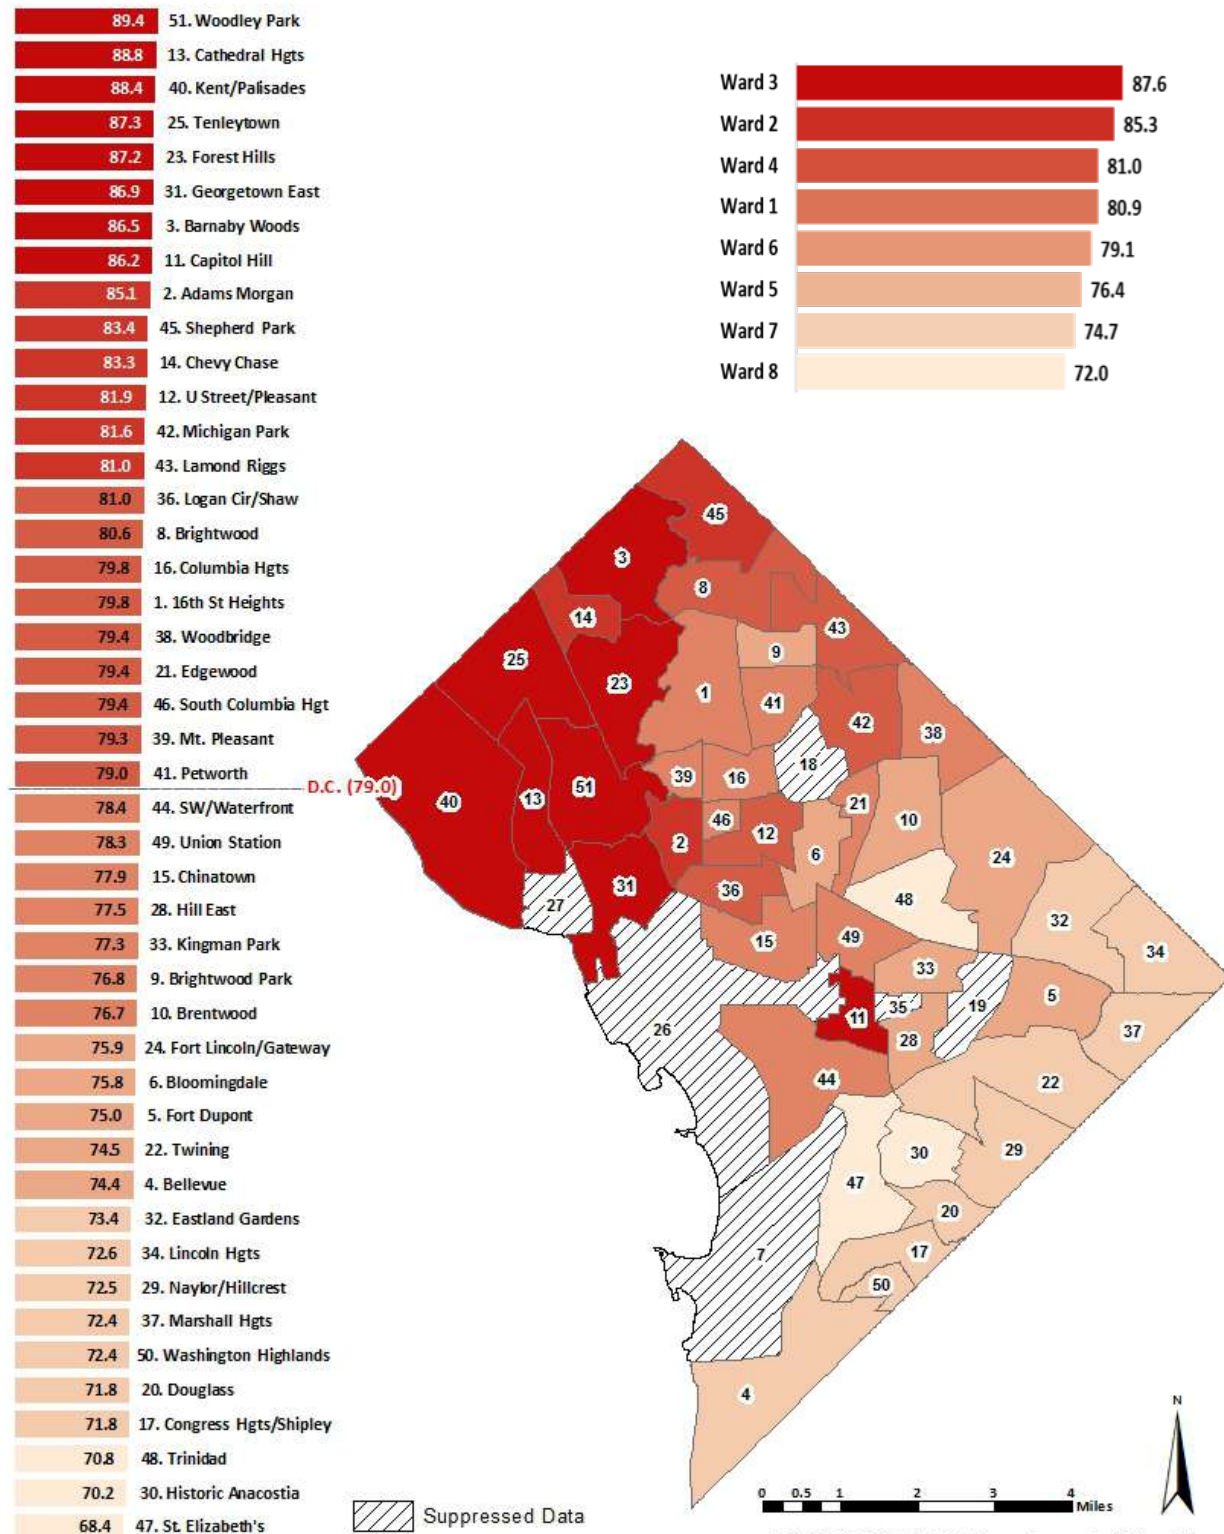 89.4 51. Woodley Park
88.8 13. Cathedral Hgts
88.4 40. Kent/Palisades
87.3 25. Tenleytown
87.2 23. Forest Hills
86.9 31. Georgetown East
86.5 3. Barnaby Woods
86.2 11. Capitol Hill
85.1 2. Adams Morgan
83.4 45. Shepherd Park
83.3 14. Chevy Chase
81.9 12. U Street/Pleasant
81.6 42. Michigan Park
81.0 43. Lamond Riggs
81.0 36. Logan Cir/Shaw
80.6 8. Brightwood
79.8 16. Columbia Hgts
79.8 1. 16th St Heights
79.4 38. Woodbridge
79.4 21. Edgewood
79.4 46. South Columbia Hgt
79.3 39. Mt. Pleasant
79.0 41. Petworth
D.C. (79.0)
78.4 44. SW/Waterfront
78.3 49. Union Station
77.9 15. Chinatown
77.5 28. Hill East
77.3 33. Kingman Park
76.8 9. Brightwood Park
76.7 10. Brentwood
75.9 24. Fort Lincoln/Gateway
75.8 6. Bloomingdale
75.0 5. Fort Dupont
74.5 22. Twining
74.4 4. Bellevue
73.4 32. Eastland Gardens
72.6 34. Lincoln Hgts
72.5 29. Naylor/Hillcrest
72.4 37. Marshall Hgts
72.4 50. Washington Highlands
71.8 20. Douglass
71.8 17. Congress Hgts/Shipley
70.8 48. Trinidad
70.2 30. Historic Anacostia
68.4 47. St. Elizabeth's
Ward 3 87.6
Ward 2 85.3
Ward 4 81.0
Ward 1 80.9
Ward 6 79.1
Ward 5 76.4
Ward 7 74.7
Ward 8 72.0
45
3
8
14
43
9
25
23
1
41
42
38
18
39
16
51
40
13
21
46
12
10
2
6
24
31
36
48
27
32
15
49
34
33
5
19
35
11
26
28
37
44
22
30
29
47
20
17
7
50
4
N
0 0.5 1 2 3 4
Miles
Suppressed Data